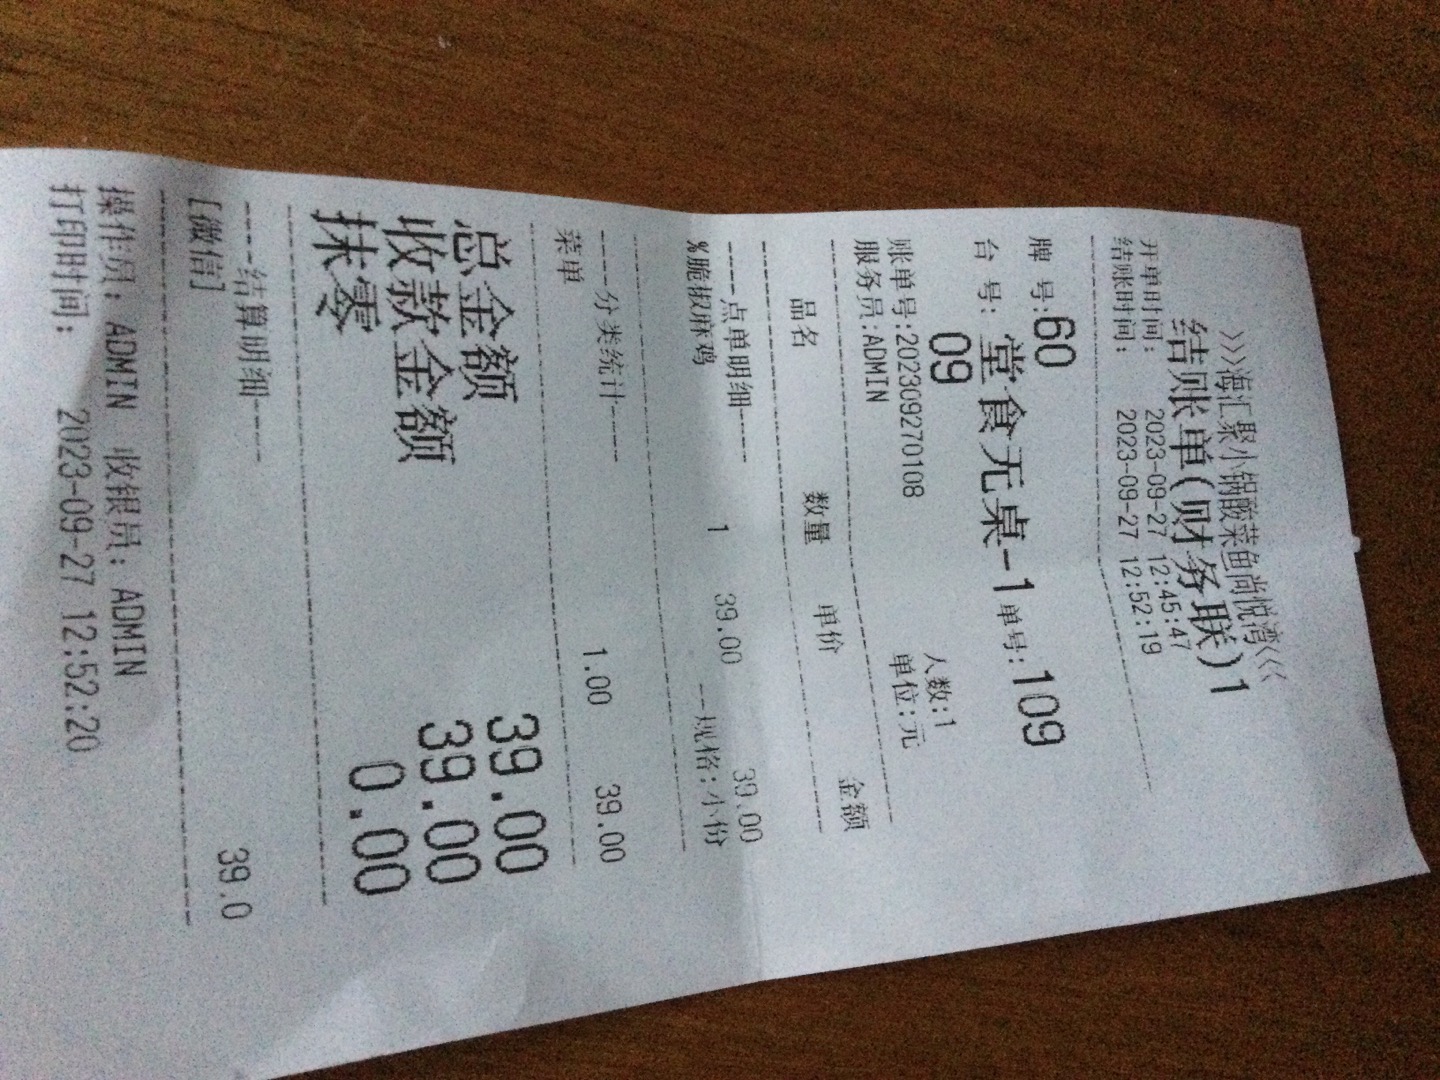 >>>海汇聚小锅酸菜鱼尚悦湾<<<
结账单(财务联)1
开单时间: 2023-09-27 12:45:47
结账时间: 2023-09-27 12:52:19
牌 号:60
台 号: 堂食无桌-1 单号:109
09
人数:1
账单号:202309270108 单位:元
服务员:ADMIN
品名 数量 单价 金额
----点单明细----
%脆椒麻鸡 1 39.00 39.00
--规格:小份
----分类统计----
菜单 1.00 39.00
总金额 39.00
收款金额 39.00
抹零 0.00
----结算明细----
[微信] 39.0
操作员: ADMIN 收银员: ADMIN
打印时间: 2023-09-27 12:52:20